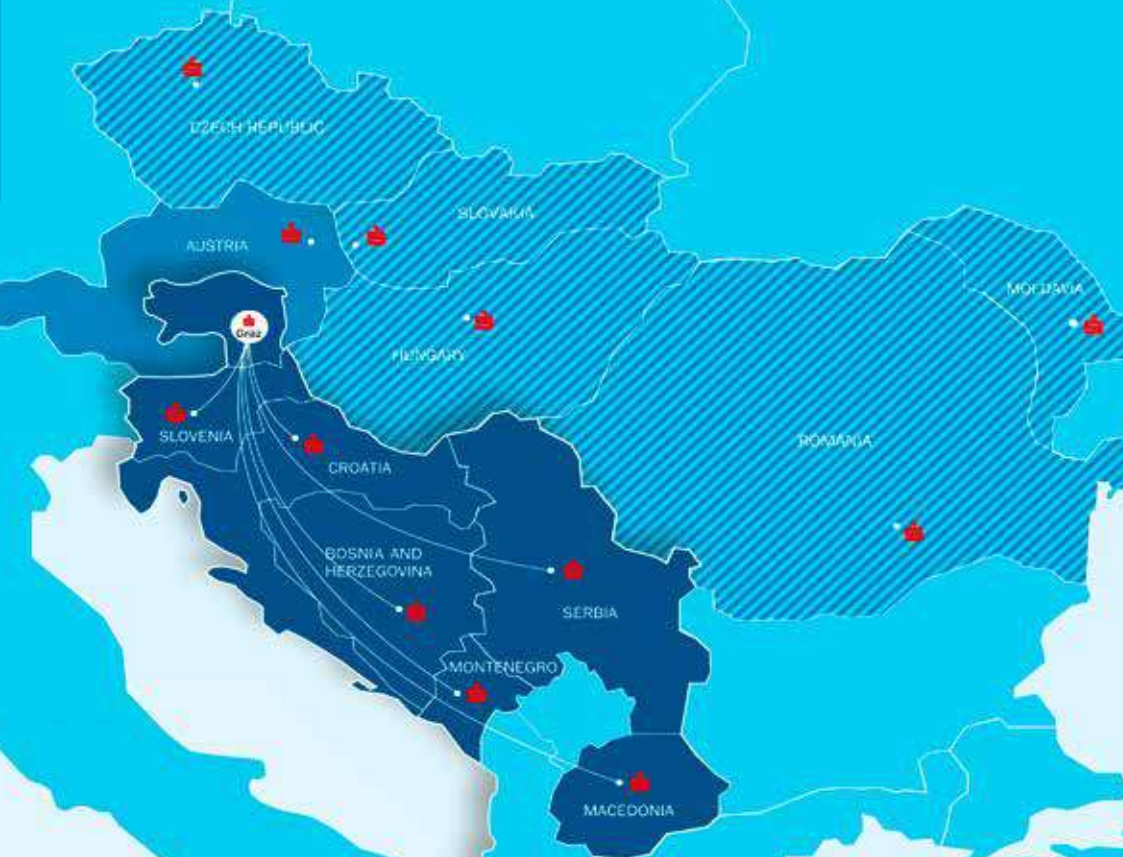 CZECH REPUBLIC
SLOVAKIA
AUSTRIA
MOLDAVIA
Graz
HUNGARY
SLOVENIA
CROATIA
ROMANIA
BOSNIA AND
HERZEGOVINA
SERBIA
MONTENEGRO
MACEDONIA